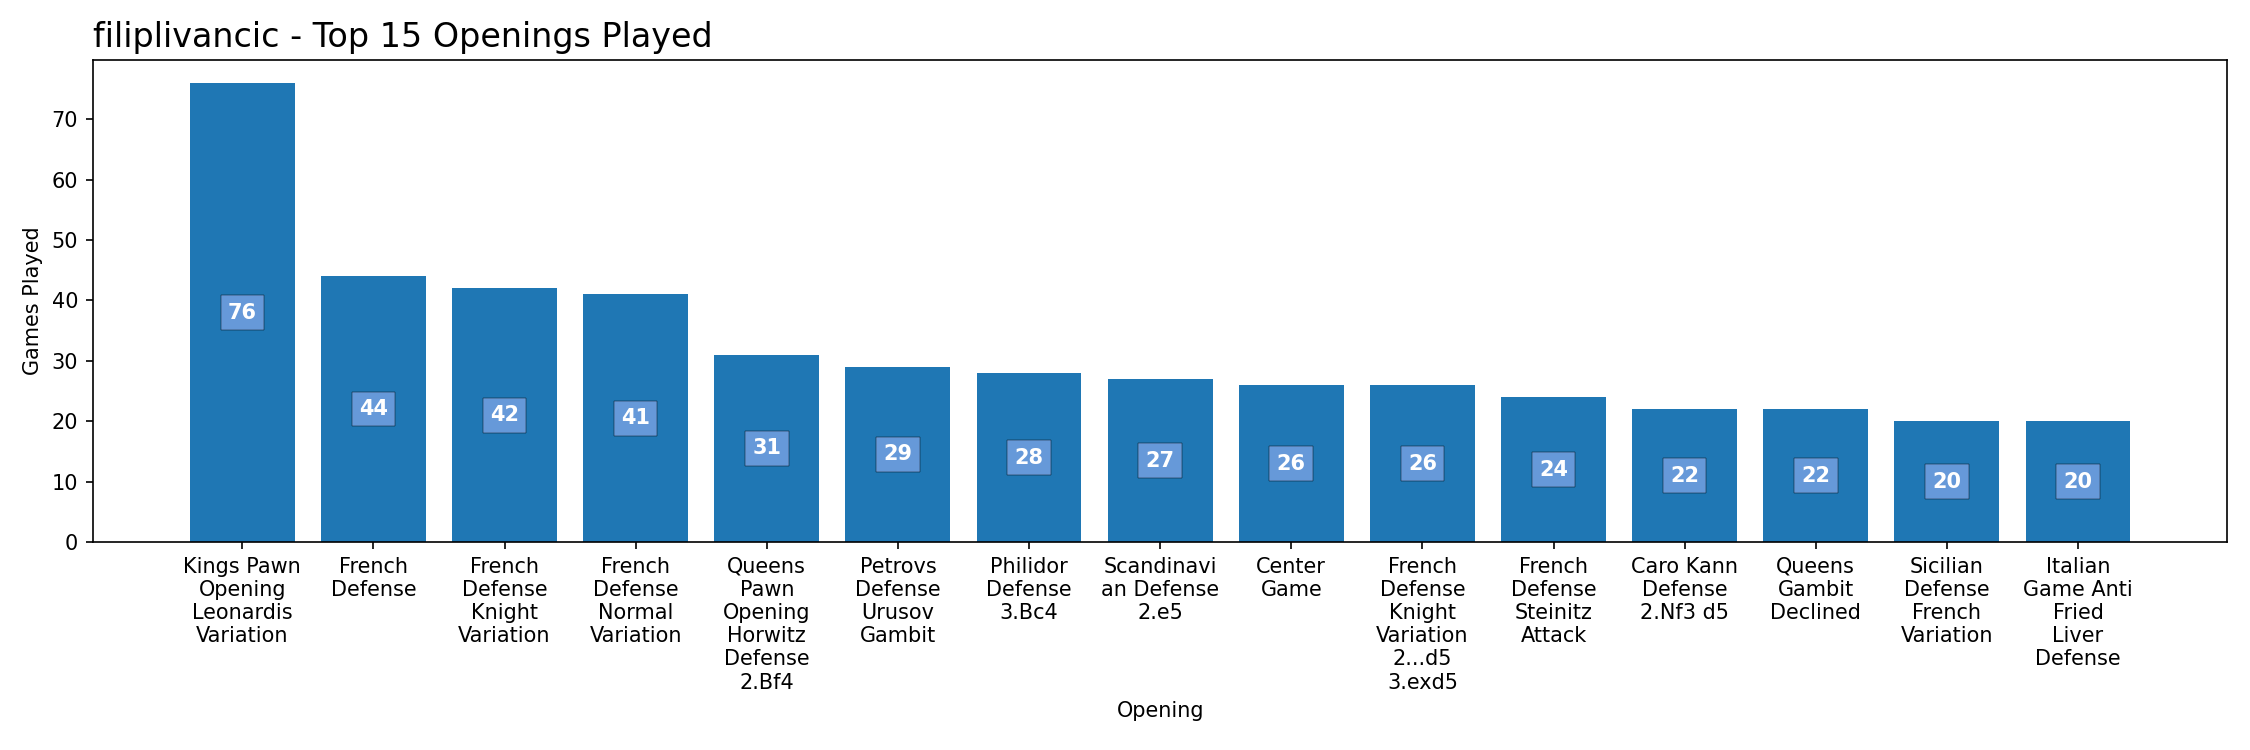 filiplivancic - Top 15 Openings Played
Games Played
70
60
50
40
30
20
10
0
76
44
42
41
31
29
28
27
26
26
24
22
22
20
20
Kings Pawn
Opening
Leonardis
Variation
French
Defense
French
Defense
Knight
Variation
French
Defense
Normal
Variation
Queens
Pawn
Opening
Horwitz
Defense
2.Bf4
Petrovs
Defense
Urusov
Gambit
Philidor
Defense
3.Bc4
Scandinavi
an Defense
2.e5
Center
Game
French
Defense
Knight
Variation
2...d5
3.exd5
French
Defense
Steinitz
Attack
Caro Kann
Defense
2.Nf3 d5
Queens
Gambit
Declined
Sicilian
Defense
French
Variation
Italian
Game Anti
Fried
Liver
Defense
Opening